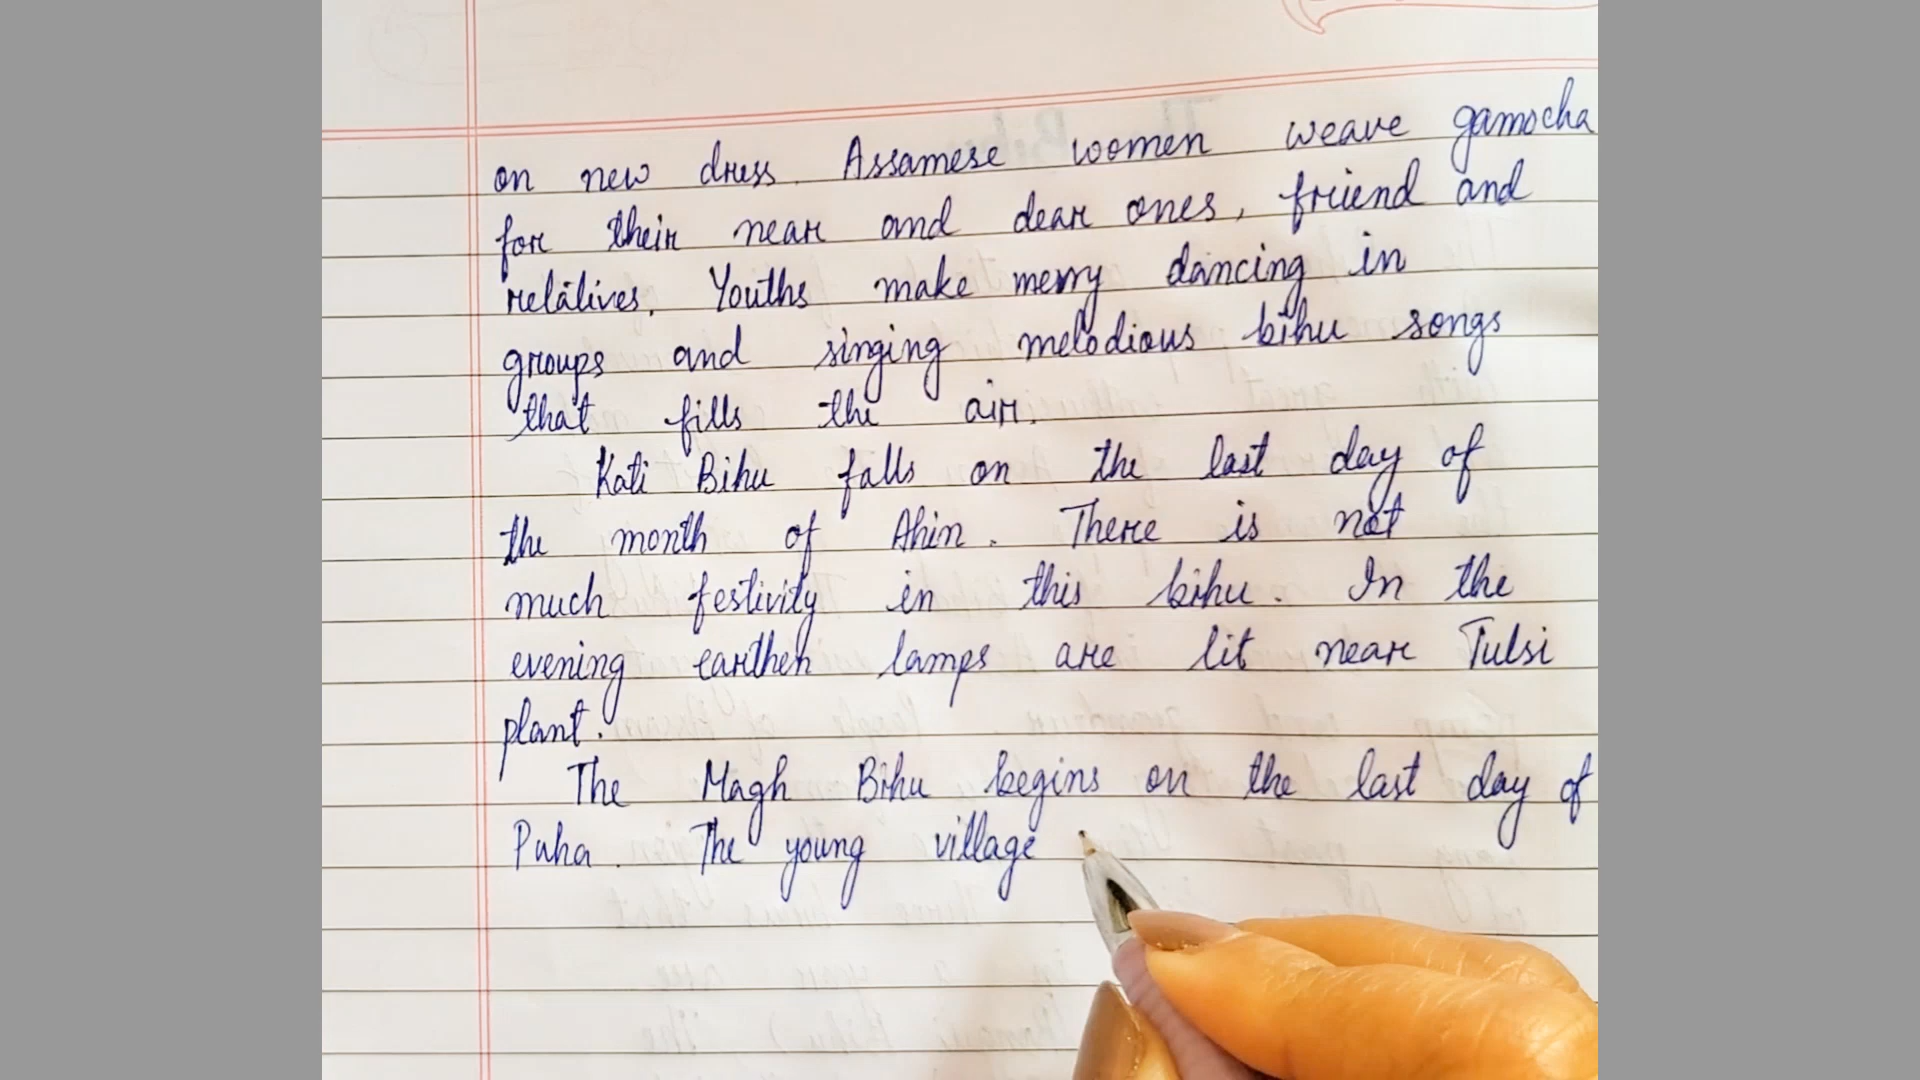 on new dress. Assamese women weave gamocha
for their near and dear ones, friend and
relatives. Youths make merry dancing in
groups and singing melodious bihu songs
that fills the air.
Kati Bihu falls on the last day of
the month of Ahin. There is not
much festivity in this bihu. In the
evening earthen lamps are lit near Tulsi
plant.
The Magh Bihu begins on the last day of
Puha. The young village